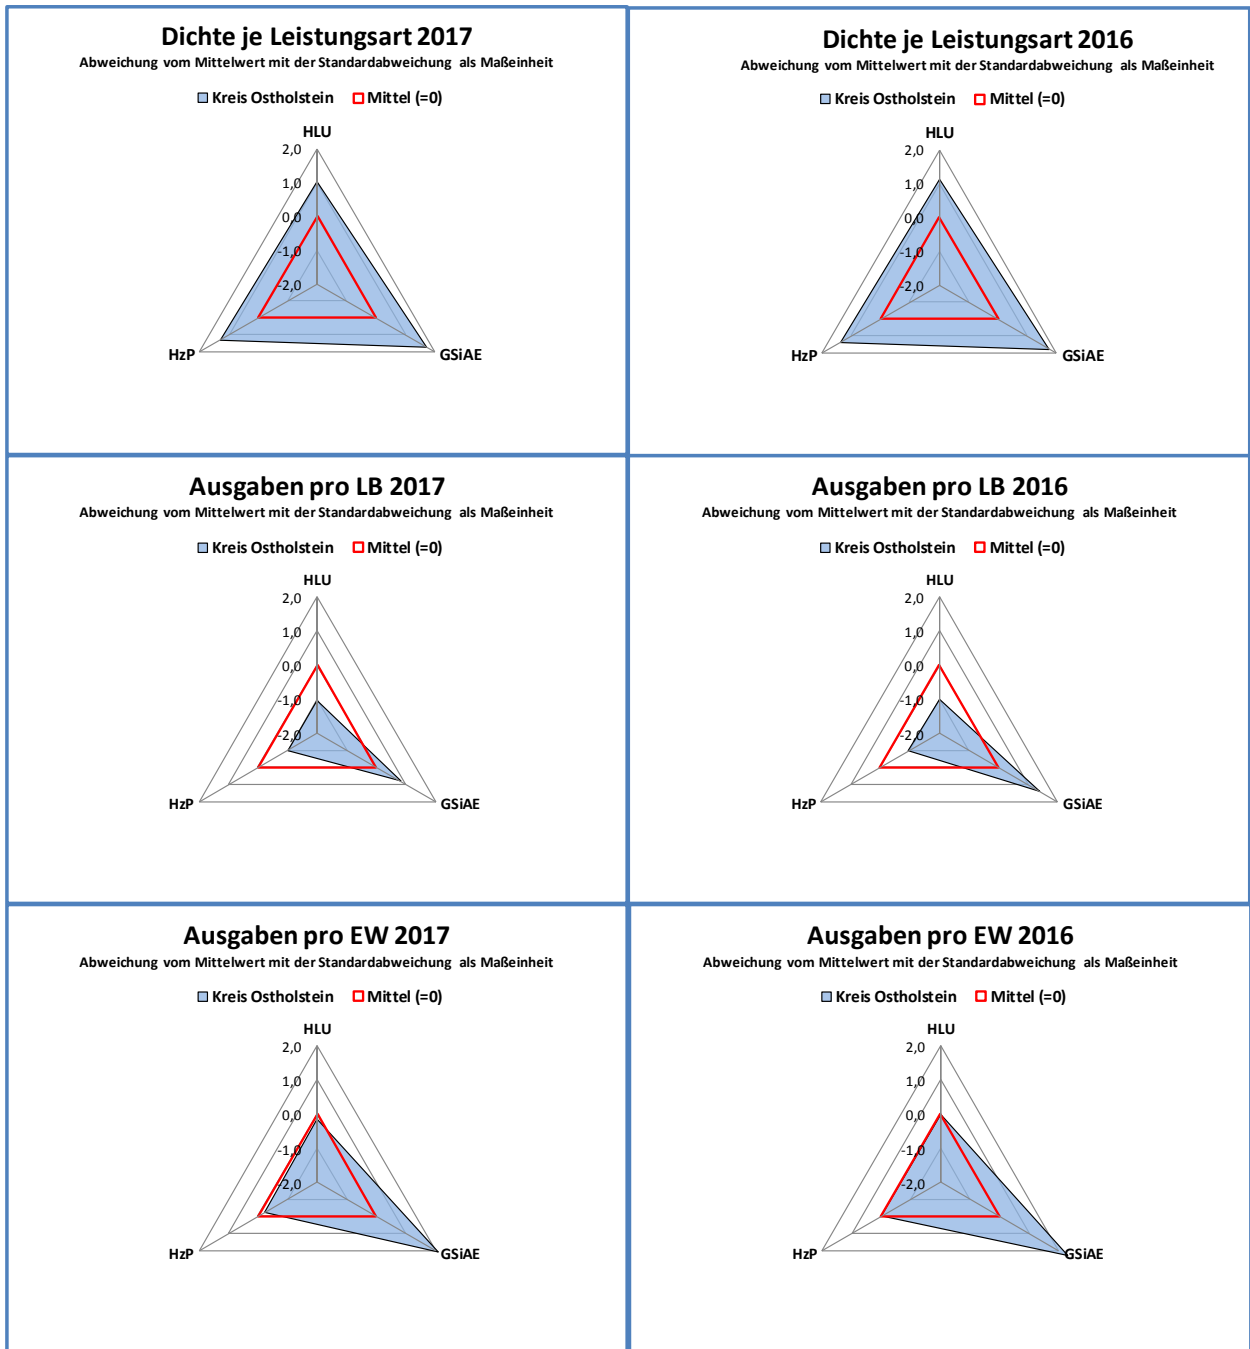 Dichte je Leistungsart 2017
Abweichung vom Mittelwert mit der Standardabweichung als Maßeinheit
Kreis Ostholstein Mittel (=0)
HLU
2,0
1,0
0,0
-1,0
-2,0
HzP
GSiAE
Dichte je Leistungsart 2016
Abweichung vom Mittelwert mit der Standardabweichung als Maßeinheit
Kreis Ostholstein Mittel (=0)
HLU
2,0
1,0
0,0
-1,0
-2,0
HzP
GSiAE
Ausgaben pro LB 2017
Abweichung vom Mittelwert mit der Standardabweichung als Maßeinheit
Kreis Ostholstein Mittel (=0)
HLU
2,0
1,0
0,0
-1,0
-2,0
HzP
GSiAE
Ausgaben pro LB 2016
Abweichung vom Mittelwert mit der Standardabweichung als Maßeinheit
Kreis Ostholstein Mittel (=0)
HLU
2,0
1,0
0,0
-1,0
-2,0
HzP
GSiAE
Ausgaben pro EW 2017
Abweichung vom Mittelwert mit der Standardabweichung als Maßeinheit
Kreis Ostholstein Mittel (=0)
HLU
2,0
1,0
0,0
-1,0
-2,0
HzP
GSiAE
Ausgaben pro EW 2016
Abweichung vom Mittelwert mit der Standardabweichung als Maßeinheit
Kreis Ostholstein Mittel (=0)
HLU
2,0
1,0
0,0
-1,0
-2,0
HzP
GSiAE